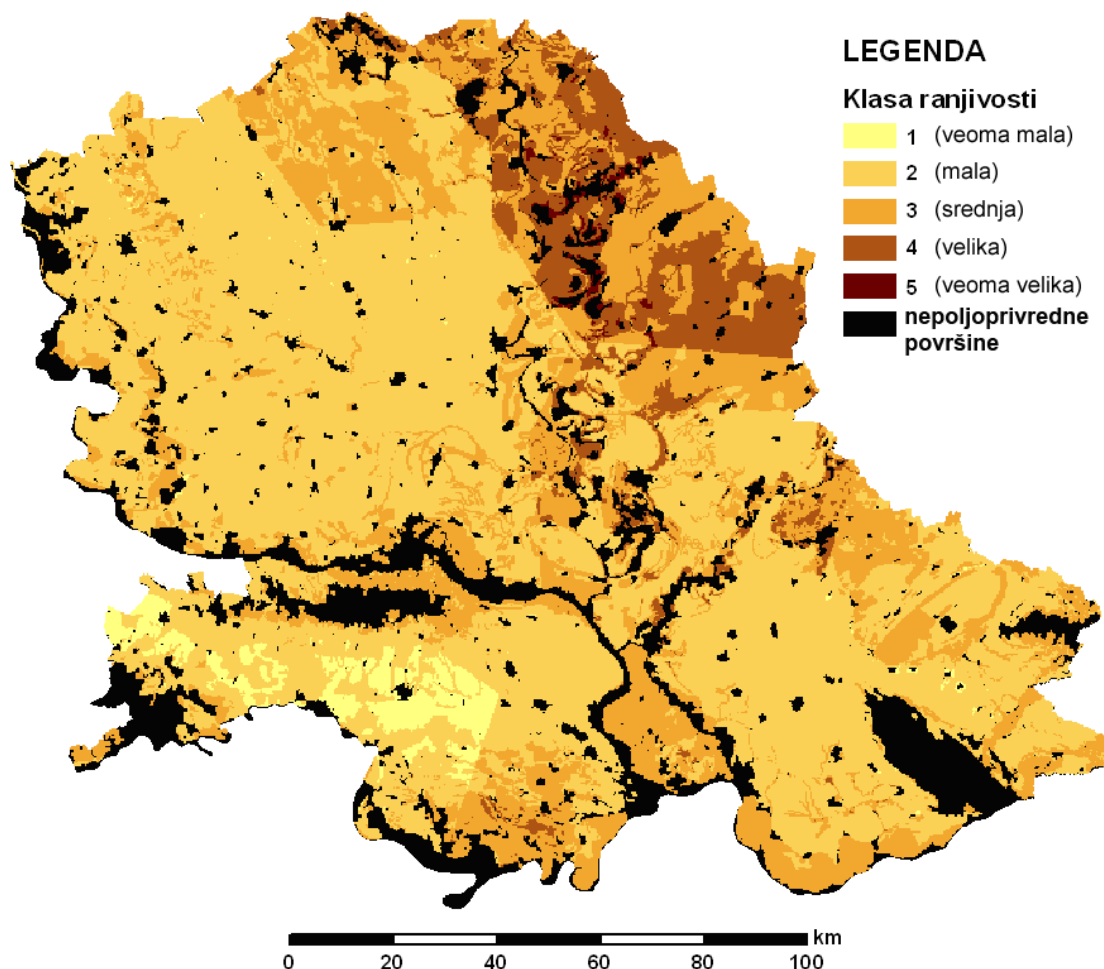 LEGENDA
Klasa ranjivosti
1 (veoma mala)
2 (mala)
3 (srednja)
4 (velika)
5 (veoma velika)
nepoljoprivredne
površine
km
0 20 40 60 80 100